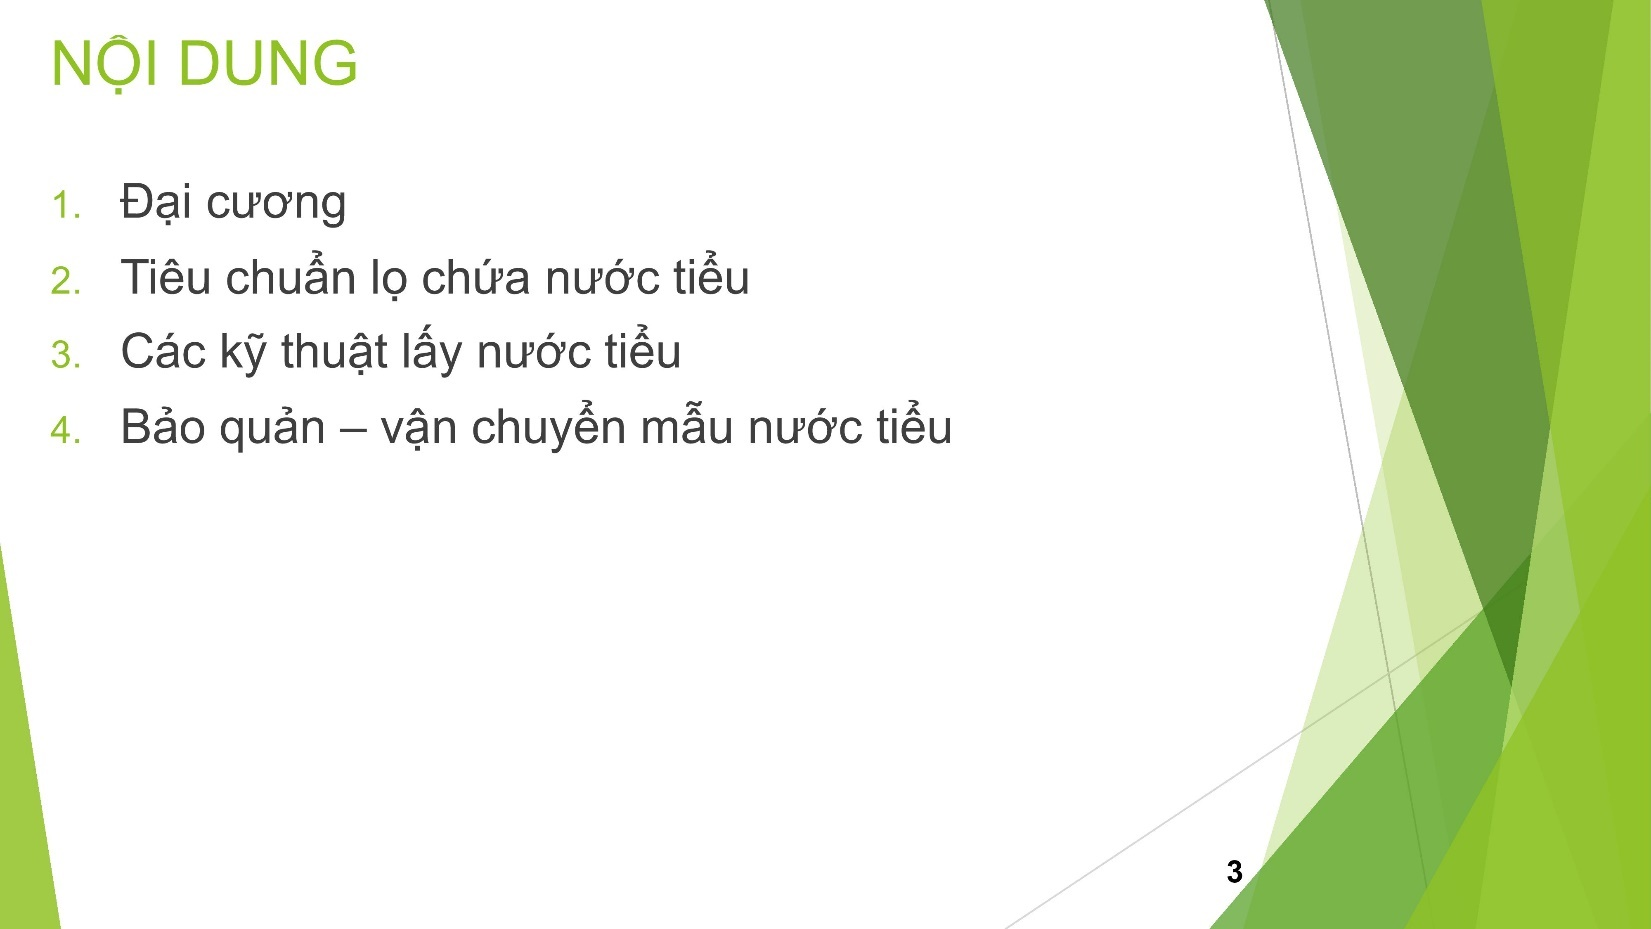 NỘI DUNG
1. Đại cương
2. Tiêu chuẩn lọ chứa nước tiểu
3. Các kỹ thuật lấy nước tiểu
4. Bảo quản – vận chuyển mẫu nước tiểu
3